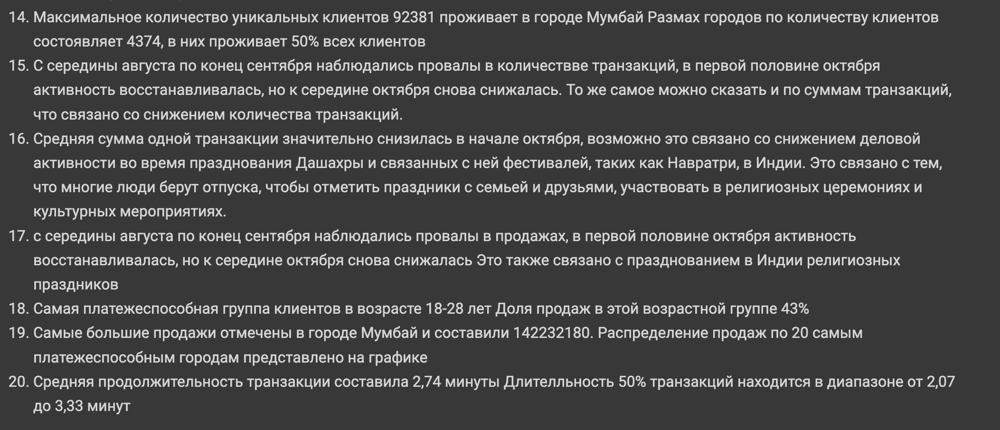 14. Максимальное количество уникальных клиентов 92381 проживает в городе Мумбай Размах городов по количеству клиентов
состоявляет 4374, в них проживает 50% всех клиентов
15. С середины августа по конец сентября наблюдались провалы в количествве транзакций, в первой половине октября
активность восстанавливалась, но к середине октября снова снижалась. То же самое можно сказать и по суммам транзакций,
что связано со снижением количества транзакций.
16. Средняя сумма одной транзакции значительно снизилась в начале октября, возможно это связано со снижением деловой
активности во время празднования Дашахры и связанных с ней фестивалей, таких как Навратри, в Индии. Это связано с тем,
что многие люди берут отпуска, чтобы отметить праздники с семьей и друзьями, участвовать в религиозных церемониях и
культурных мероприятиях.
17. с середины августа по конец сентября наблюдались провалы в продажах, в первой половине октября активность
восстанавливалась, но к середине октября снова снижалась Это также связано с празднованием в Индии религиозных
праздников
18. Самая платежеспособная группа клиентов в возрасте 18-28 лет Доля продаж в этой возрастной группе 43%
19. Самые большие продажи отмечены в городе Мумбай и составили 142232180. Распределение продаж по 20 самым
платежеспособным городам представлено на графике
20. Средняя продолжительность транзакции составила 2,74 минуты Длителльность 50% транзакций находится в диапазоне от 2,07
до 3,33 минут